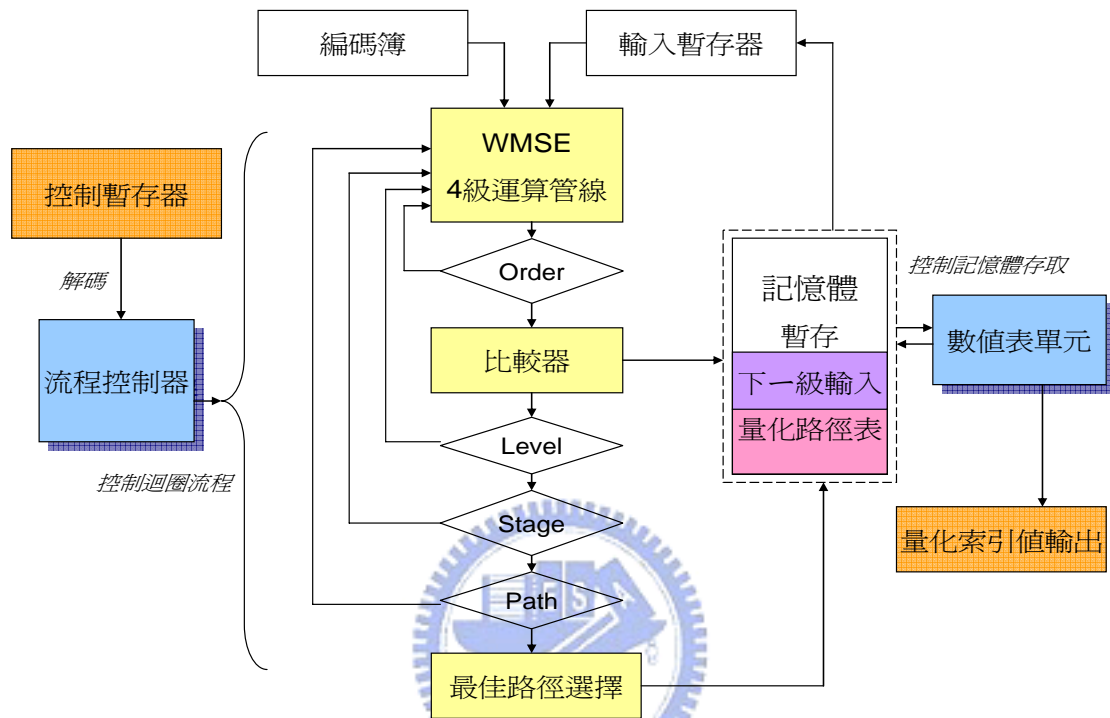 編碼簿
輸入暫存器
WMSE
4級運算管線
控制暫存器
解碼
流程控制器
控制迴圈流程
Order
比較器
Level
Stage
Path
最佳路徑選擇
記憶體
暫存
下一級輸入
量化路徑表
控制記憶體存取
數值表單元
量化索引值輸出